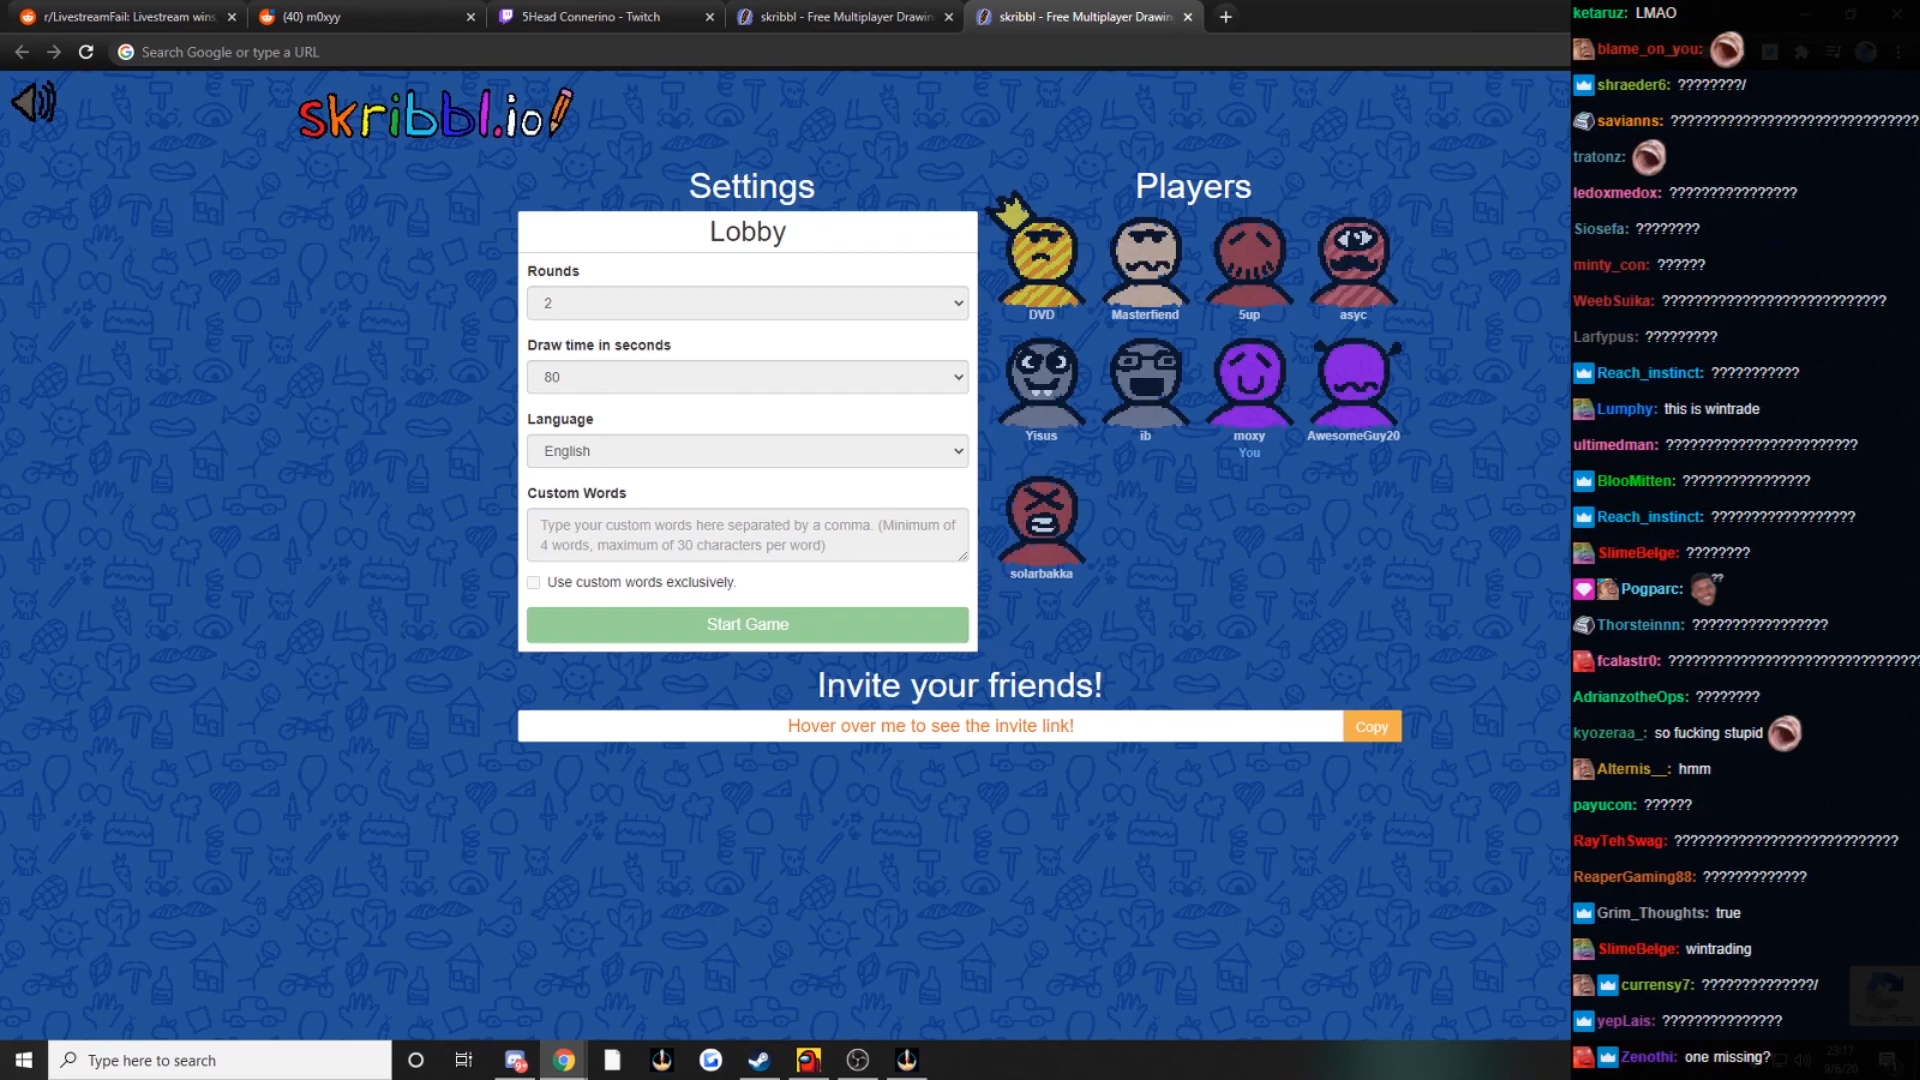 r/LivestreamFail: Livestream wins,
(40) m0xyy
5Head Connerino - Twitch
skribbl - Free Multiplayer Drawin
skribbl - Free Multiplayer Drawin
Search Google or type a URL
skribbl.io
Settings
Lobby
Rounds
2
Draw time in seconds
80
Language
English
Custom Words
Type your custom words here separated by a comma. (Minimum of
4 words, maximum of 30 characters per word)
Use custom words exclusively.
Start Game
Players
DVD
Masterfiend
5up
asyc
Yisus
ib
moxy
AwesomeGuy20
You
solarbakka
Invite your friends!
Hover over me to see the invite link!
Copy
ketaruz: LMAO
blame_on_you:
shraeder6: ????????/
savianns: ???????????????????????????????
tratonz:
ledoxmedox: ????????????????
Siosefa: ????????
minty_con: ??????
WeebSuika: ????????????????????????????
Larfypus: ?????????
Reach_instinct: ???????????
Lumphy: this is wintrade
ultimedman: ????????????????????????
BlooMitten: ????????????????
Reach_instinct: ??????????????????
SlimeBelge: ????????
Pogparc: ??
Thorsteinnn: ?????????????????
fcalastr0: ???????????????????????????????
AdrianzotheOps: ????????
kyozeraa_: so fucking stupid
Alternis__: hmm
payucon: ??????
RayTehSwag: ????????????????????????????
ReaperGaming88: ?????????????
Grim_Thoughts: true
SlimeBelge: wintrading
currensy7: ??????????????/
yepLais: ???????????????
Zenothi: one missing?
Type here to search
23:17
9/6/20